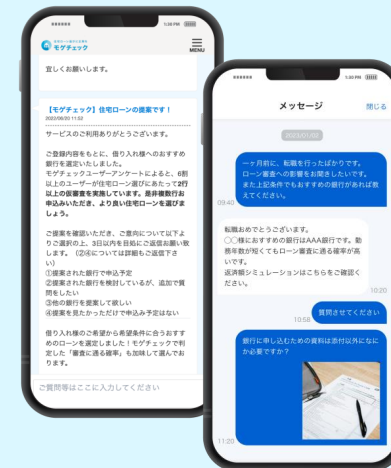 1:30 PM
モゲチェック
MENU
宜しくお願いします。
【モゲチェック】住宅ローンの提案です！
2022/08/20 11:52
サービスのご利用ありがとうございます。
ご登録内容をもとに、借り入れ様へのおすすめ
銀行を選定いたしました。
モゲチェックユーザーアンケートによると、6割
以上のユーザーが住宅ローン選びにあたって2行
以上の仮審査を実施しています。是非複数行お
申込みいただき、より良い住宅ローンを選びま
しょう。
ご提案を確認いただき、ご意向について以下よ
りご選択の上、3日以内を目処にご返信お願い致
します。（②④については詳細もご返信下さ
い）
①提案された銀行で申込予定
②提案された銀行を検討しているが、追加で質
問をしたい
③他の銀行を提案して欲しい
④提案を見たかっただけで申込み予定はない
借り入れ様のご希望から希望条件に合うおすす
めのローンを選定しました！モゲチェックで判
定した「審査に通る確率」も加味して選んでお
ります。
ご質問等はここに入力してください
1:30 PM
メッセージ
閉じる
2023/01/02
一ヶ月前に、転職を行ったばかりです。
ローン審査への影響をお聞きしたいです。
また上記条件でもおすすめの銀行があれば教
えてください。
09:40
転職おめでとうございます。
○○様におすすめの銀行はAAA銀行です。勤
務年数が短くてもローン審査に通る確率が高
いです。
返済額シミュレーションはこちらをご確認く
ださい。
10:20
質問させてください
10:58
銀行に申し込むための資料は添付以外になに
か必要ですか？
11:20